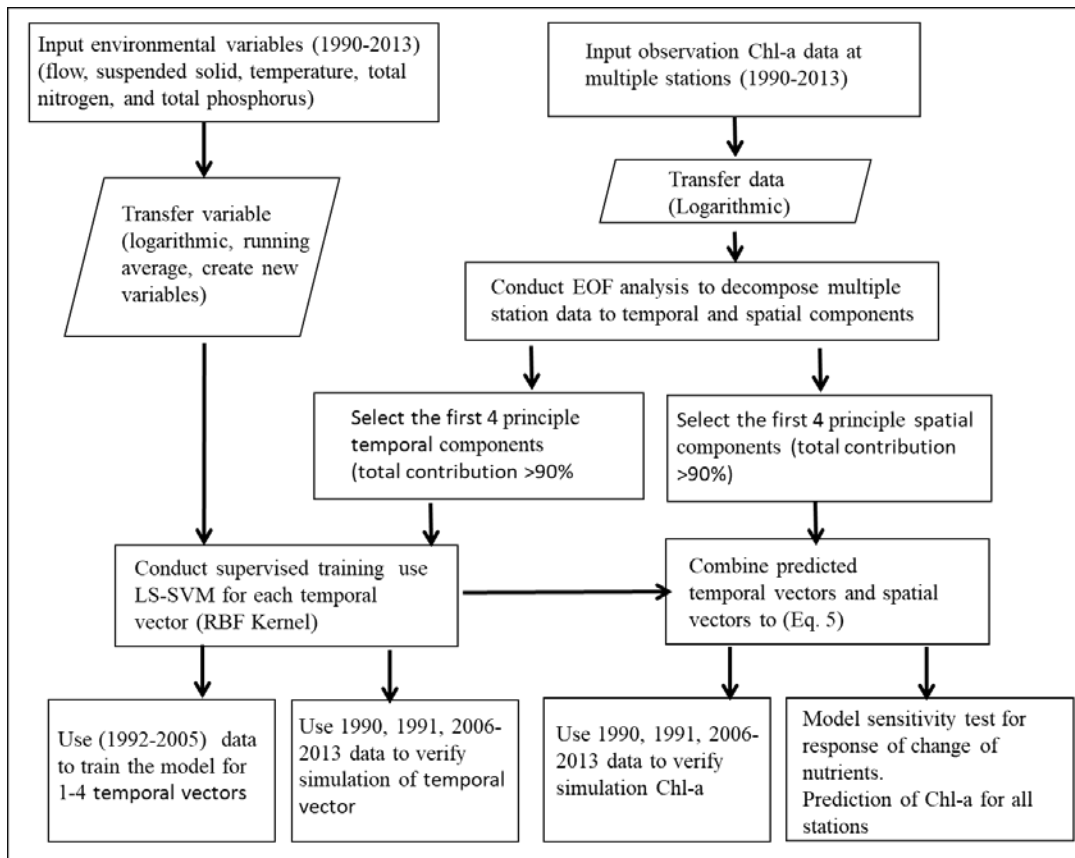 Input environmental variables (1990-2013)
(flow, suspended solid, temperature, total
nitrogen, and total phosphorus)
Input observation Chl-a data at
multiple stations (1990-2013)
Transfer variable
(logarithmic, running
average, create new
variables)
Transfer data
(Logarithmic)
Conduct EOF analysis to decompose multiple
station data to temporal and spatial components
Select the first 4 principle
temporal components
(total contribution >90%
Select the first 4 principle spatial
components (total contribution
>90%)
Conduct supervised training use
LS-SVM for each temporal
vector (RBF Kernel)
Combine predicted
temporal vectors and spatial
vectors to (Eq. 5)
Use (1992-2005) data
to train the model for
1-4 temporal vectors
Use 1990, 1991, 2006-
2013 data to verify
simulation of temporal
vector
Use 1990, 1991, 2006-
2013 data to verify
simulation Chl-a
Model sensitivity test for
response of change of
nutrients.
Prediction of Chl-a for all
stations